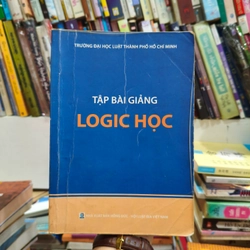 TRƯỜNG ĐẠI HỌC LUẬT THÀNH PHỐ HỒ CHÍ MINH
TẬP BÀI GIẢNG
LOGIC HỌC